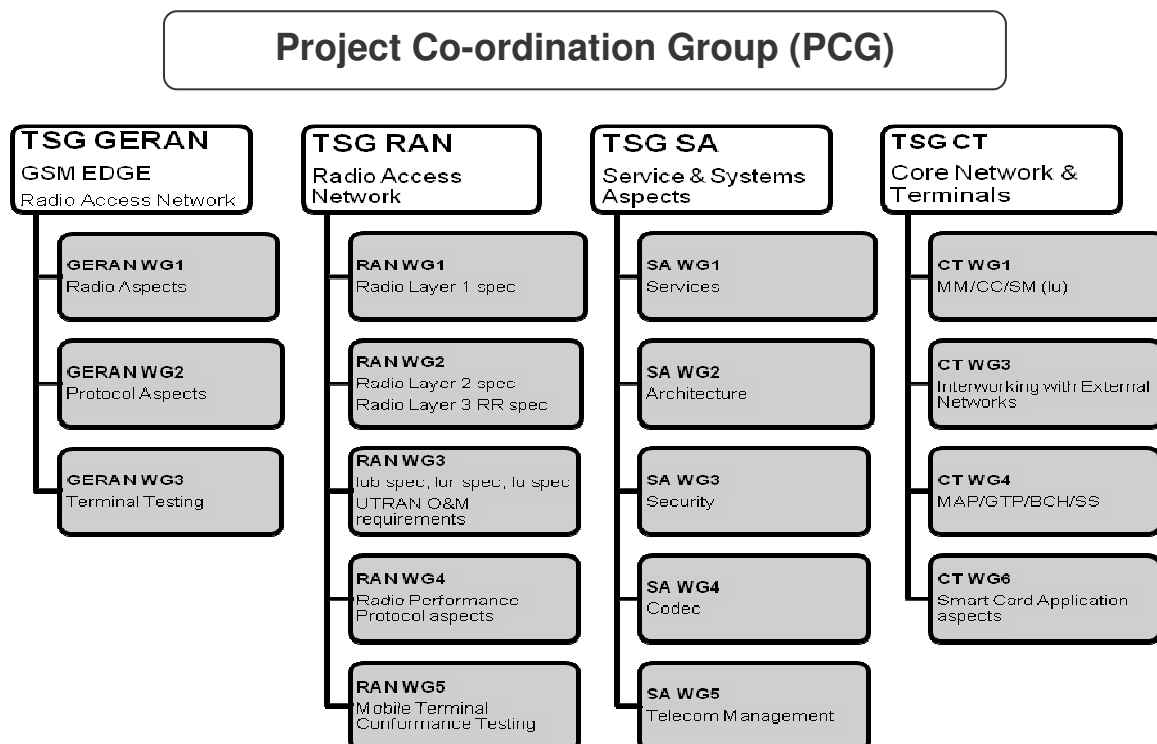 Project Co-ordination Group (PCG)
TSG GERAN
GSM EDGE
Radio Access Network
GERAN WG1
Radio Aspects
GERAN WG2
Protocol Aspects
GERAN WG3
Terminal Testing
TSG RAN
Radio Access
Network
RAN WG1
Radio Layer 1 spec
RAN WG2
Radio Layer 2 spec
Radio Layer 3 RR spec
RAN WG3
Iub spec, Iur spec, Iu spec
UTRAN O&M
requirements
RAN WG4
Radio Performance
Protocol aspects
RAN WG5
Mobile Terminal
Conformance Testing
TSG SA
Service & Systems
Aspects
SA WG1
Services
SA WG2
Architecture
SA WG3
Security
SA WG4
Codec
SA WG5
Telecom Management
TSG CT
Core Network &
Terminals
CT WG1
MM/CC/SM (Iu)
CT WG3
Interworking with External
Networks
CT WG4
MAP/GTP/BCH/SS
CT WG6
Smart Card Application
aspects